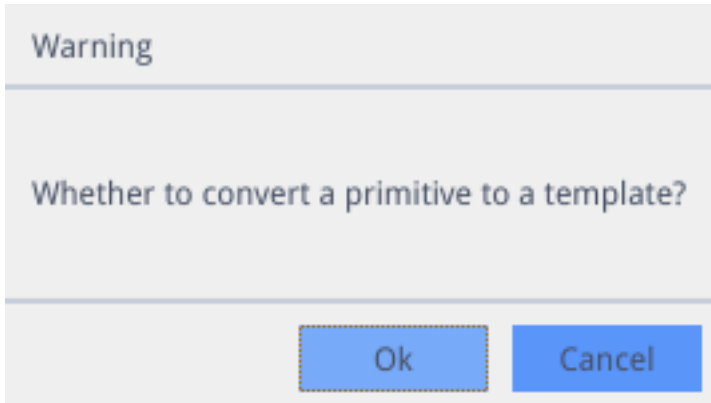 Warning
Whether to convert a primitive to a template?
Ok Cancel